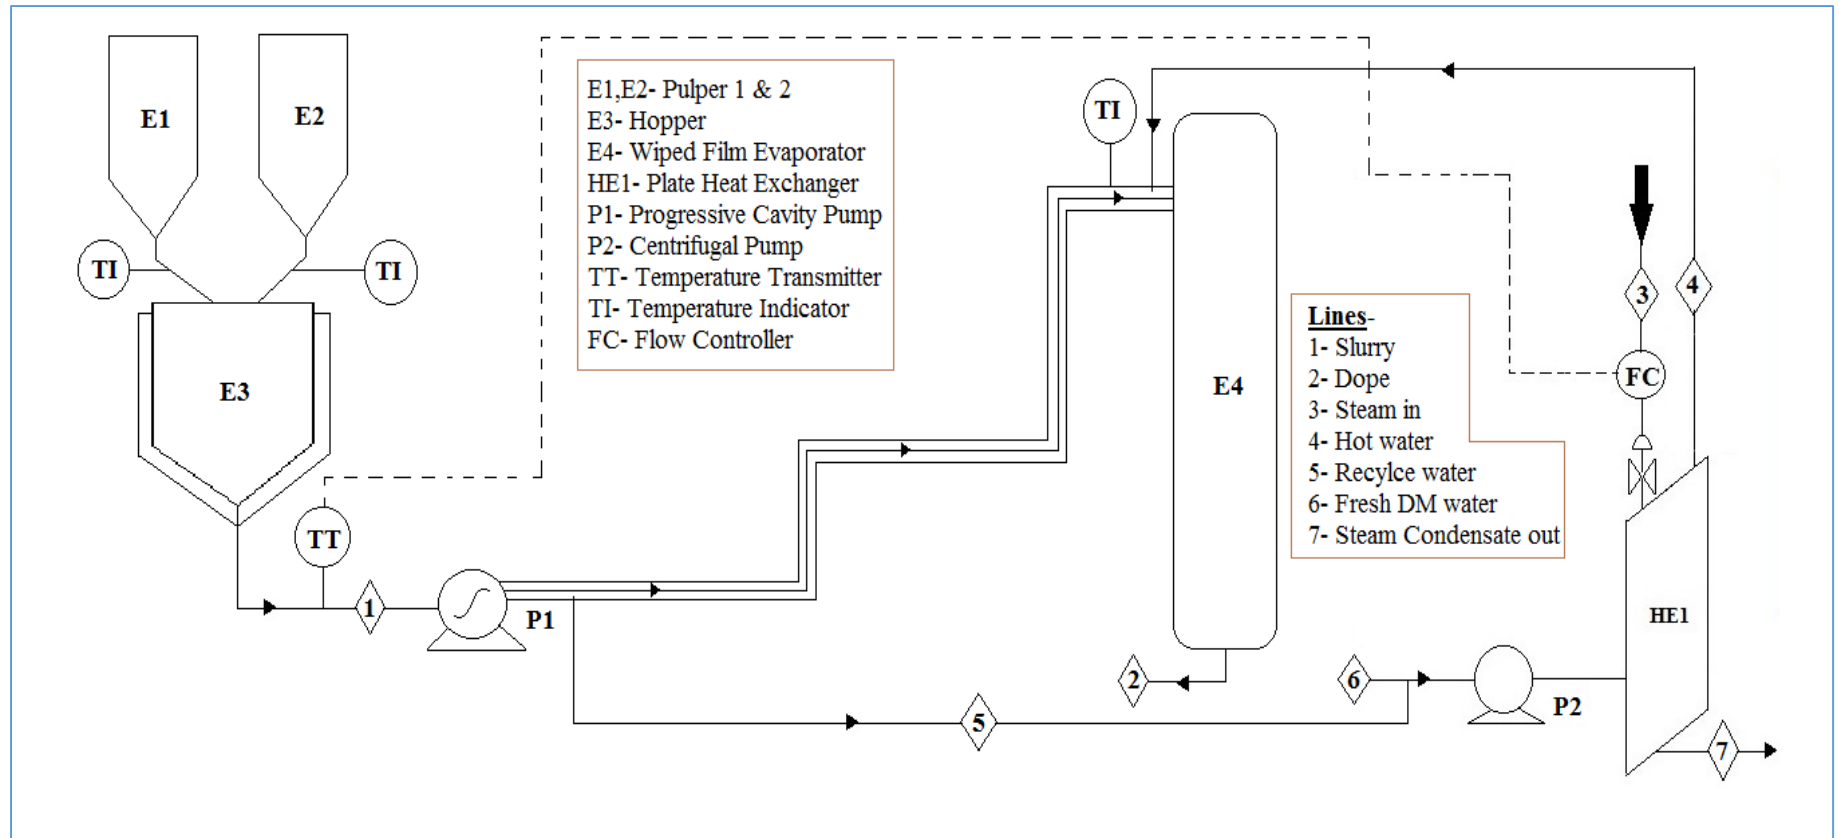 E1
E2
TI
TI
E3
TT
1
P1
E1,E2- Pulper 1 & 2
E3- Hopper
E4- Wiped Film Evaporator
HE1- Plate Heat Exchanger
P1- Progressive Cavity Pump
P2- Centrifugal Pump
TT- Temperature Transmitter
TI- Temperature Indicator
FC- Flow Controller
TI
E4
2
5
6
P2
Lines-
1- Slurry
2- Dope
3- Steam in
4- Hot water
5- Recylce water
6- Fresh DM water
7- Steam Condensate out
3
4
FC
HE1
7